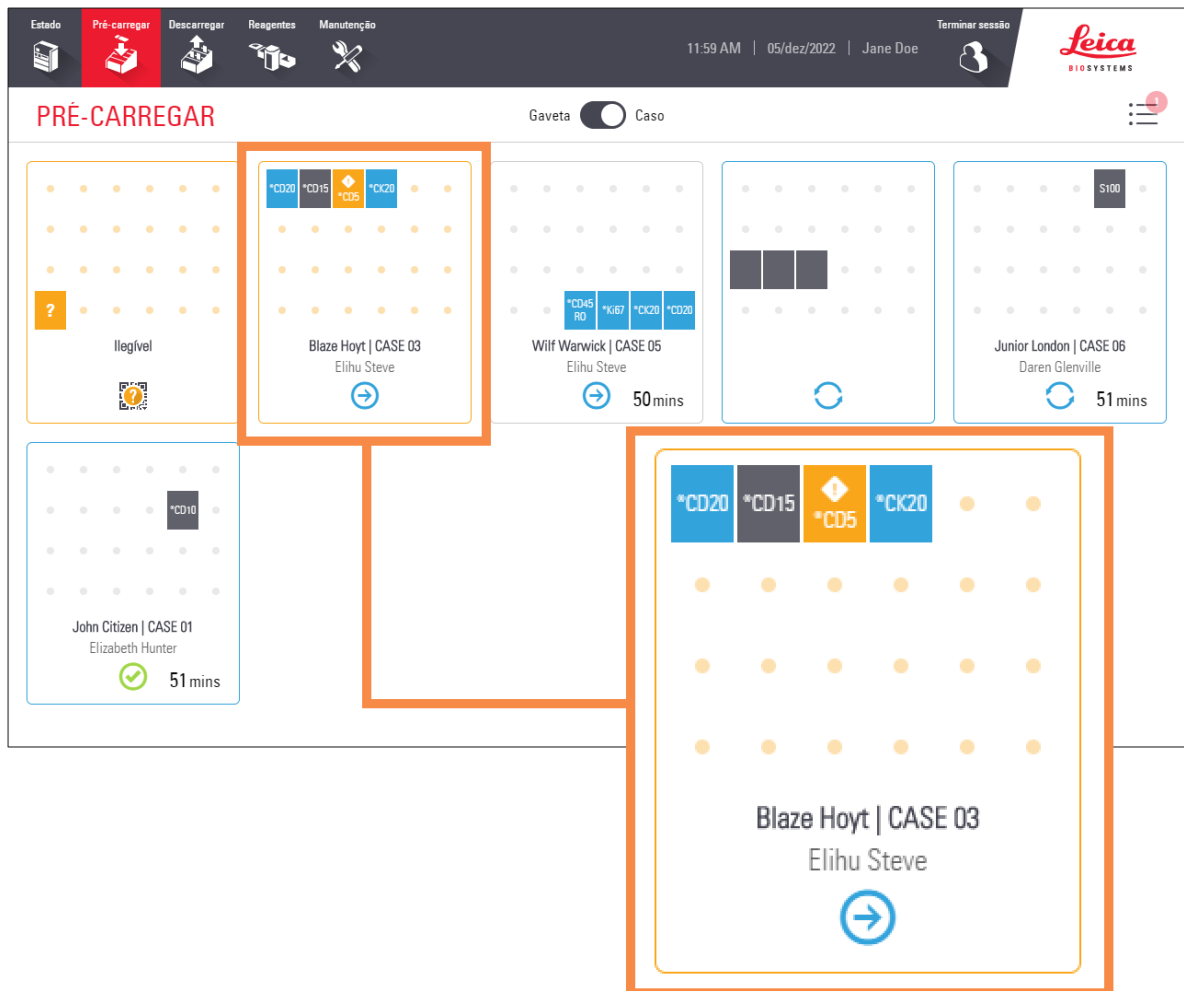 Estado Pré-carregar Descarregar Reagentes Manutenção
11:59 AM | 05/dez/2022 | Jane Doe
Terminar sessão
Leica
BIOSYSTEMS
PRÉ-CARREGAR
Gaveta Caso
1
?
Ilegível
?
*CD20 *CD15 *CD5 *CK20
Blaze Hoyt | CASE 03
Elihu Steve
*CD45 RO *Ki67 *CK20 *CD20
Wilf Warwick | CASE 05
Elihu Steve
50 mins
S100
Junior London | CASE 06
Daren Glenville
51 mins
*CD10
John Citizen | CASE 01
Elizabeth Hunter
51 mins
*CD20 *CD15 *CD5 *CK20
Blaze Hoyt | CASE 03
Elihu Steve